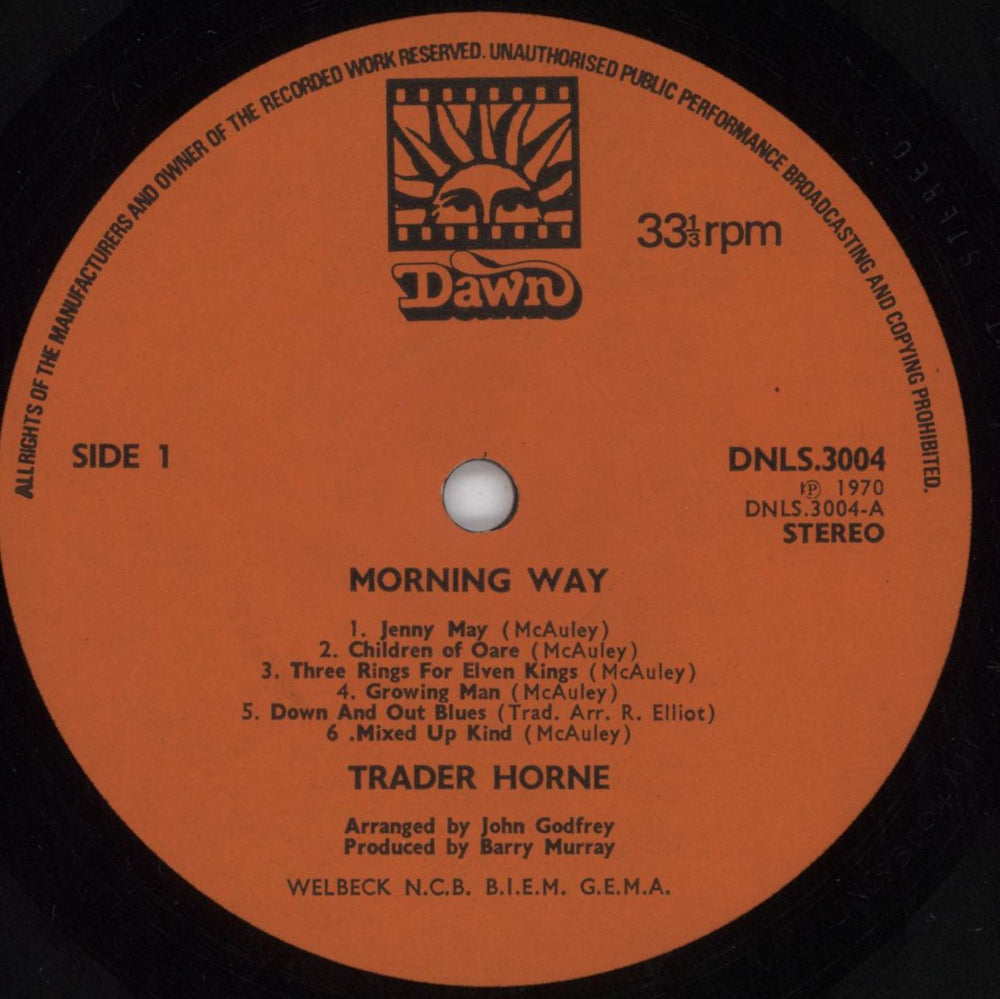 ALL RIGHTS OF THE MANUFACTURERS AND OWNER OF THE RECORDED WORK RESERVED. UNAUTHORISED PUBLIC PERFORMANCE BROADCASTING AND COPYING PROHIBITED.
Dawn
33⅓rpm
STEREO
SIDE 1
DNLS.3004
℗ 1970
DNLS.3004-A
STEREO
MORNING WAY
1. Jenny May (McAuley)
2. Children of Oare (McAuley)
3. Three Rings For Elven Kings (McAuley)
4. Growing Man (McAuley)
5. Down And Out Blues (Trad. Arr. R. Elliot)
6 .Mixed Up Kind (McAuley)
TRADER HORNE
Arranged by John Godfrey
Produced by Barry Murray
WELBECK N.C.B. B.I.E.M. G.E.M.A.